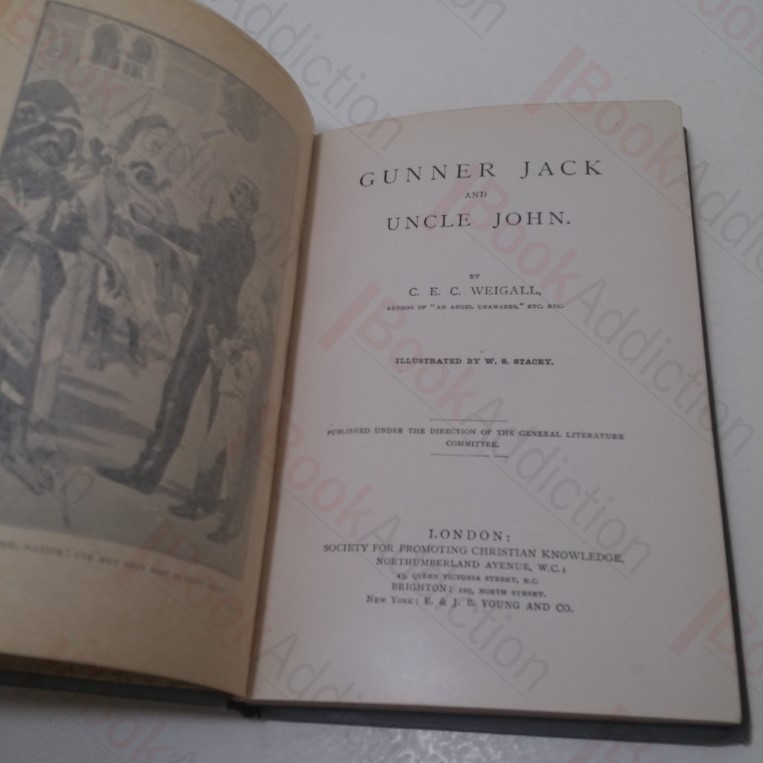 GUNNER JACK
AND
UNCLE JOHN.
BY
C. E. C. WEIGALL,
AUTHOR OF "AN ANGEL UNAWARES," ETC. ETC.
ILLUSTRATED BY W. S. STACEY.
PUBLISHED UNDER THE DIRECTION OF THE GENERAL LITERATURE
COMMITTEE.
LONDON:
SOCIETY FOR PROMOTING CHRISTIAN KNOWLEDGE,
NORTHUMBERLAND AVENUE, W.C.;
43, QUEEN VICTORIA STREET, E.C.
BRIGHTON: 129, NORTH STREET.
NEW YORK: E. & J. B. YOUNG AND CO.
BookAddiction